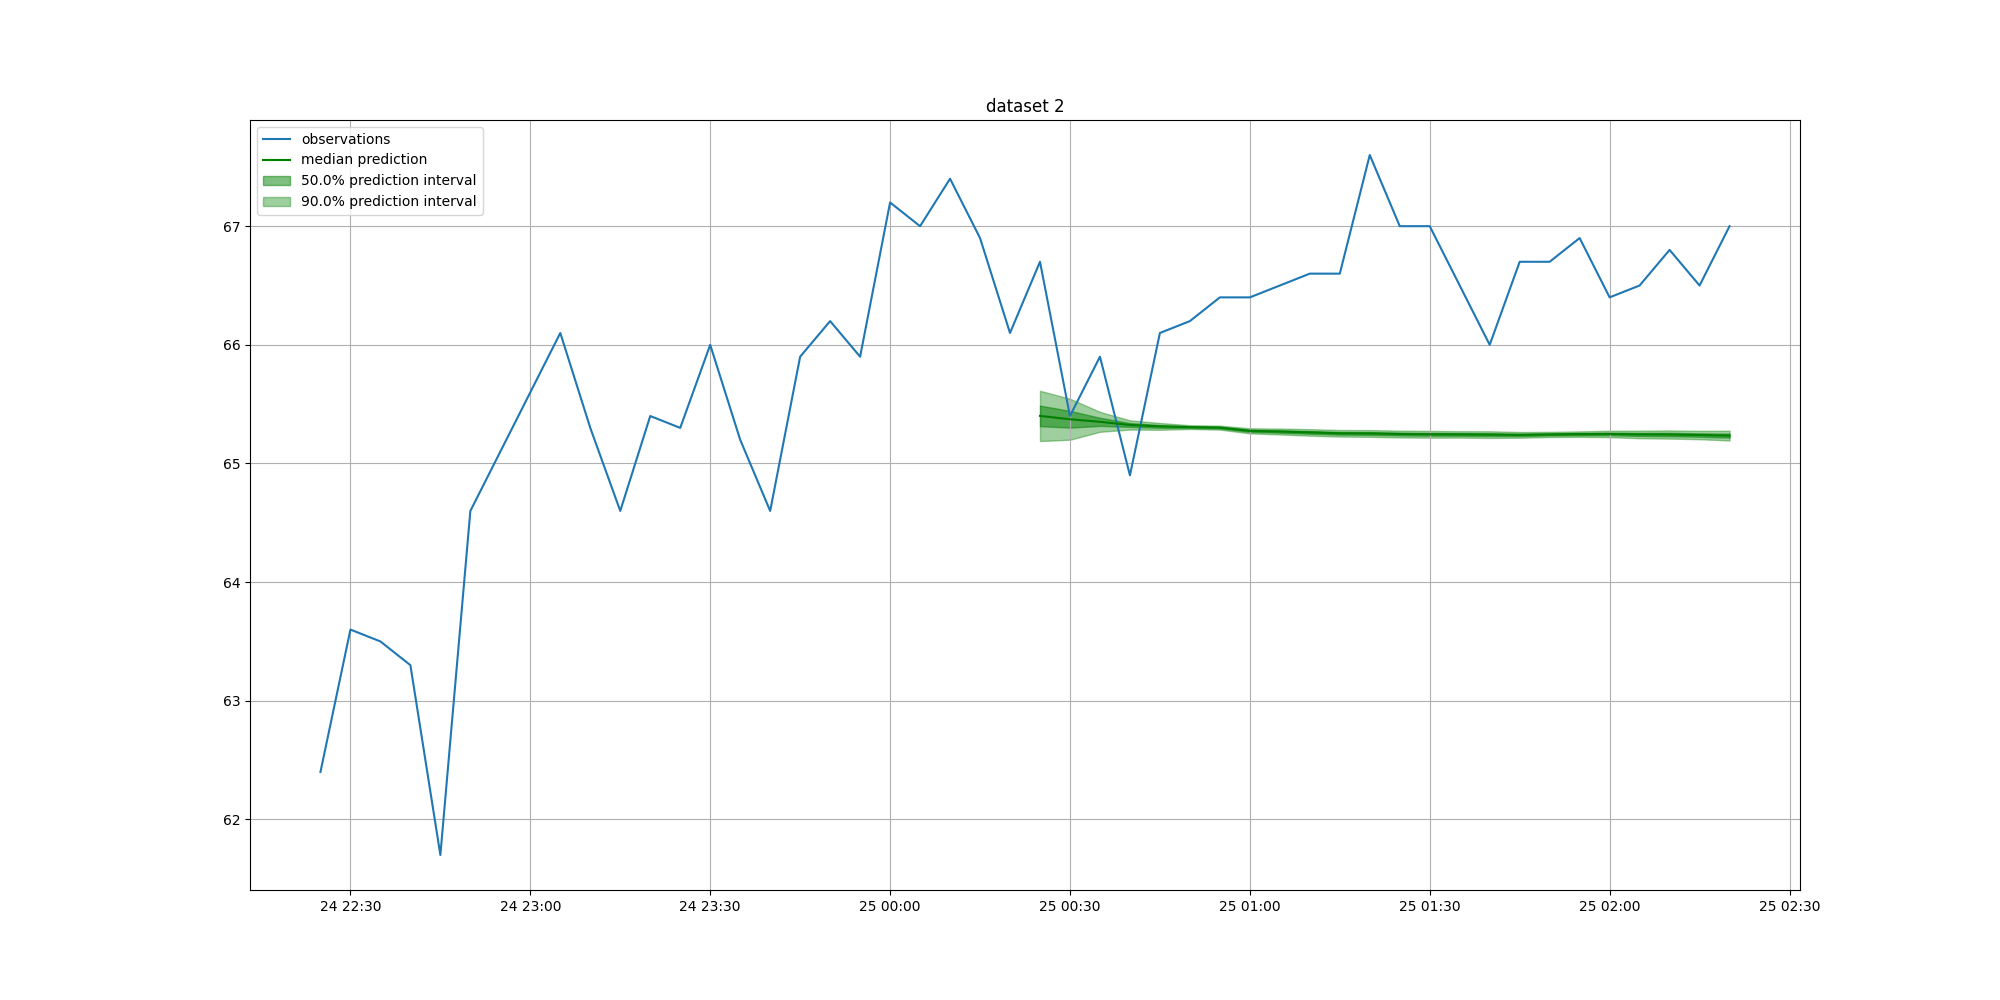 dataset 2
observations
median prediction
50.0% prediction interval
90.0% prediction interval
67
66
65
64
63
62
24 22:30 24 23:00 24 23:30 25 00:00 25 00:30 25 01:00 25 01:30 25 02:00 25 02:30